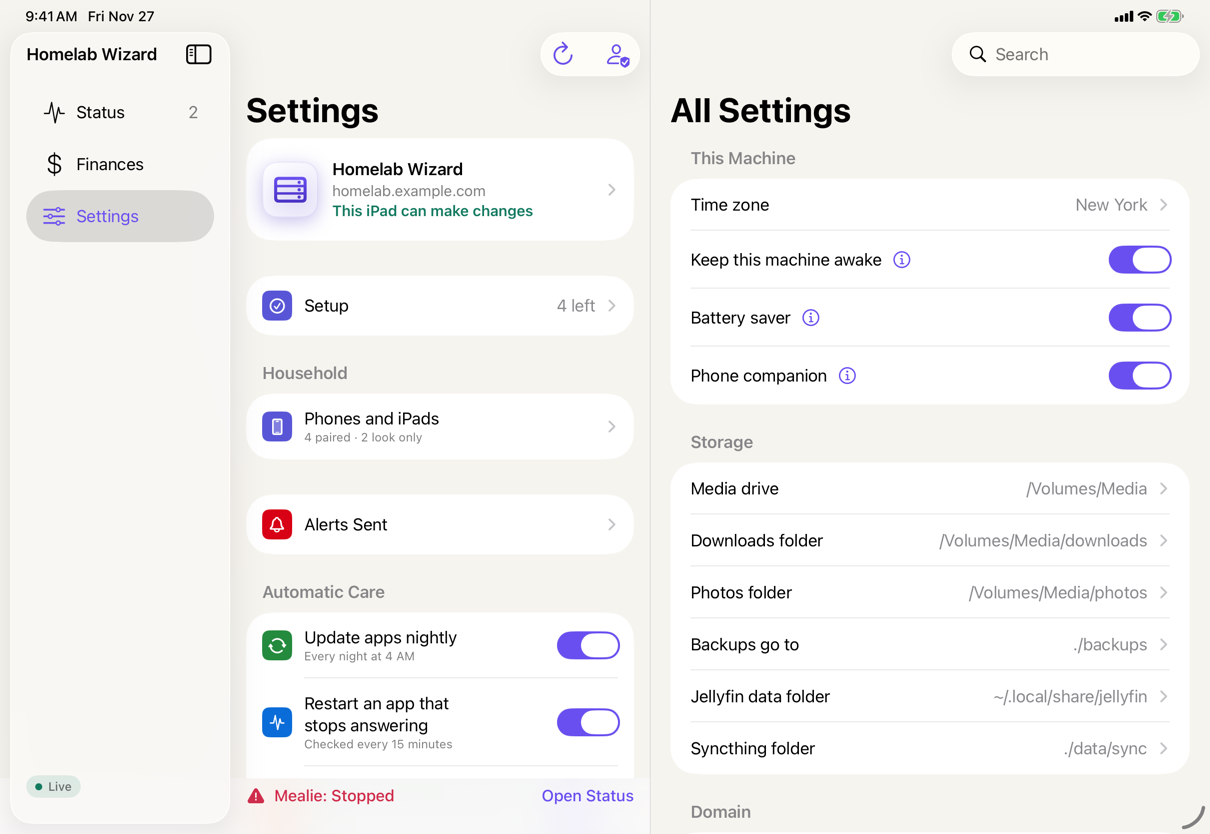 9:41 AM Fri Nov 27
Homelab Wizard
Status 2
Finances
Settings
Live
Settings
Homelab Wizard
homelab.example.com
This iPad can make changes
Setup 4 left
Household
Phones and iPads
4 paired · 2 look only
Alerts Sent
Automatic Care
Update apps nightly
Every night at 4 AM
Restart an app that
stops answering
Checked every 15 minutes
Mealie: Stopped Open Status
Search
All Settings
This Machine
Time zone New York
Keep this machine awake
Battery saver
Phone companion
Storage
Media drive /Volumes/Media
Downloads folder /Volumes/Media/downloads
Photos folder /Volumes/Media/photos
Backups go to ./backups
Jellyfin data folder ~/.local/share/jellyfin
Syncthing folder ./data/sync
Domain